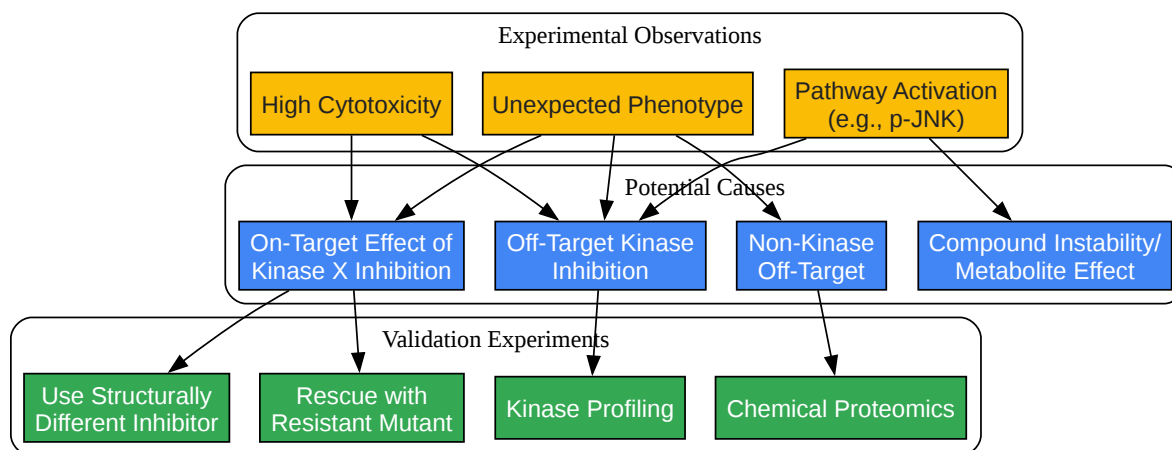 Experimental Observations
High Cytotoxicity
Unexpected Phenotype
Pathway Activation
(e.g., p-JNK)
Potential Causes
On-Target Effect of
Kinase X Inhibition
Off-Target Kinase
Inhibition
Non-Kinase
Off-Target
Compound Instability/
Metabolite Effect
Validation Experiments
Use Structurally
Different Inhibitor
Rescue with
Resistant Mutant
Kinase Profiling
Chemical Proteomics